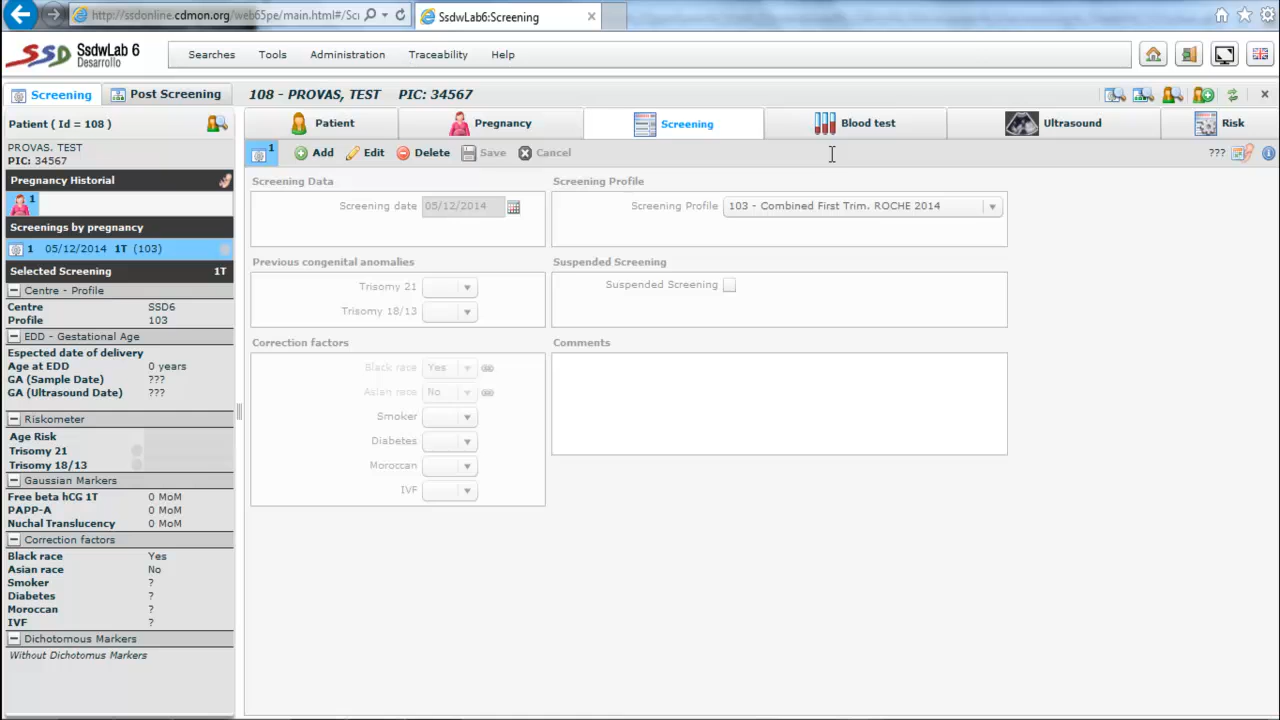 http://ssdonline.cdmon.org/web65pe/main.html#/Scr
SsdwLab6:Screening
SSD SsdwLab 6
Desarrollo
Searches Tools Administration Traceability Help
Screening Post Screening
108 - PROVAS, TEST PIC: 34567
Patient ( Id = 108 )
Patient Pregnancy Screening Blood test Ultrasound Risk
PROVAS. TEST
PIC: 34567
1 Add Edit Delete Save Cancel ???
Pregnancy Historial
1
Screenings by pregnancy
1 05/12/2014 1T (103)
Selected Screening 1T
Centre - Profile
Centre SSD6
Profile 103
EDD - Gestational Age
Expected date of delivery
Age at EDD 0 years
GA (Sample Date) ???
GA (Ultrasound Date) ???
Riskometer
Age Risk
Trisomy 21
Trisomy 18/13
Gaussian Markers
Free beta hCG 1T 0 MoM
PAPP-A 0 MoM
Nuchal Translucency 0 MoM
Correction factors
Black race Yes
Asian race No
Smoker ?
Diabetes ?
Moroccan ?
IVF ?
Dichotomous Markers
Without Dichotomus Markers
Screening Data
Screening date 05/12/2014
Screening Profile
Screening Profile 103 - Combined First Trim. ROCHE 2014
Previous congenital anomalies
Trisomy 21
Trisomy 18/13
Suspended Screening
Suspended Screening
Correction factors
Black race Yes
Asian race No
Smoker
Diabetes
Moroccan
IVF
Comments